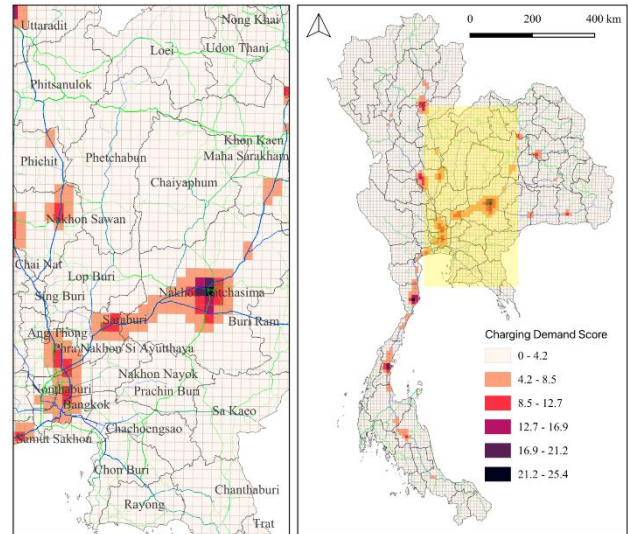 Uttaradit
Nong Khai
Loei
Udon Thani
Phitsanulok
Khon Kaen
Maha Sarakham
Phichit
Phetchabun
Chaiyaphum
Nakhon Sawan
Chai Nat
Lop Buri
Sing Buri
Nakhon Ratchasima
Saraburi
Buri Ram
Ang Thong
Phra Nakhon Si Ayutthaya
Nakhon Nayok
Nonthaburi
Prachin Buri
Bangkok
Sa Kaeo
Chachoengsao
Samut Sakhon
Chon Buri
Chanthaburi
Rayong
Trat
0 200 400 km
Charging Demand Score
0 - 4.2
4.2 - 8.5
8.5 - 12.7
12.7 - 16.9
16.9 - 21.2
21.2 - 25.4